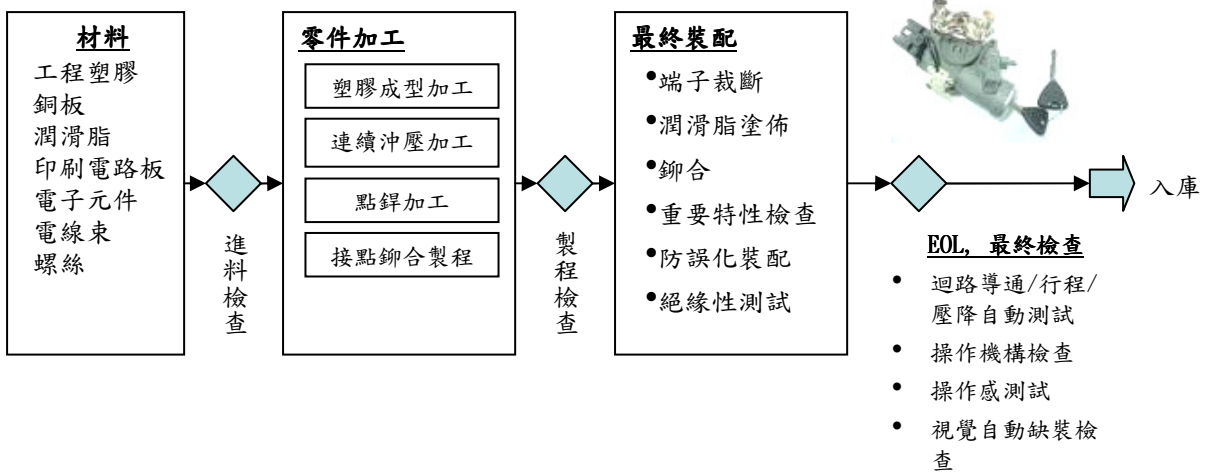 材料
工程塑膠
銅板
潤滑脂
印刷電路板
電子元件
電線束
螺絲
進料檢查
零件加工
塑膠成型加工
連續沖壓加工
點銲加工
接點鉚合製程
製程檢查
最終裝配
•端子裁斷
•潤滑脂塗佈
•鉚合
•重要特性檢查
•防誤化裝配
•絕緣性測試
入庫
EOL, 最終檢查
• 迴路導通/行程/
壓降自動測試
• 操作機構檢查
• 操作感測試
• 視覺自動缺裝檢
查